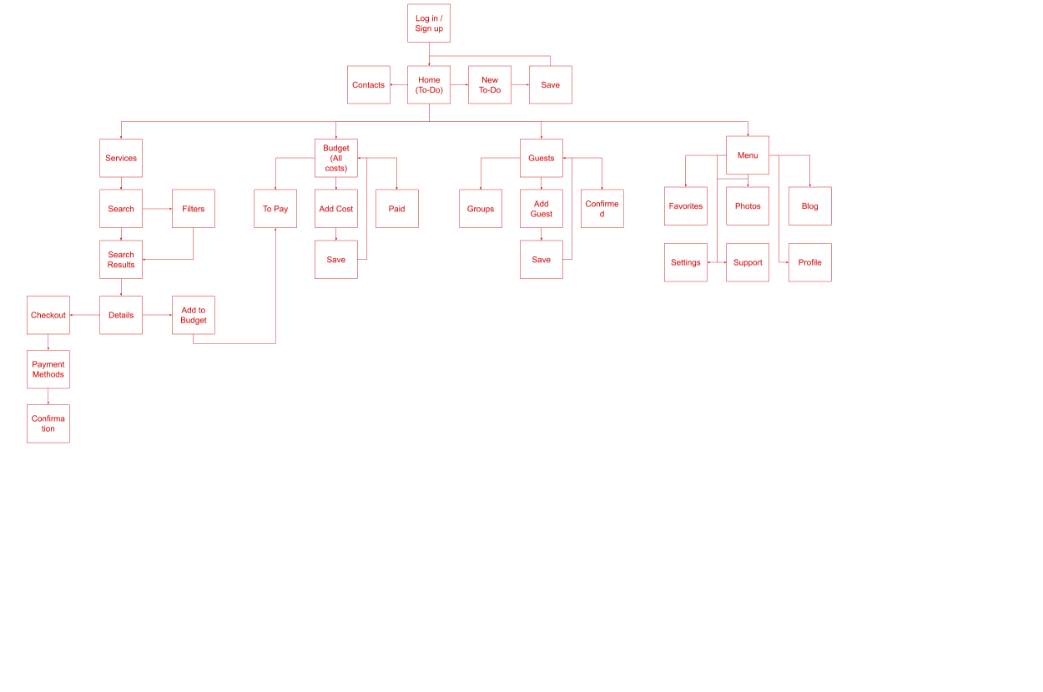 Log in /
Sign up
Contacts
Home
(To-Do)
New
To-Do
Save
Services
Budget
(All
costs)
Guests
Menu
Search
Filters
To Pay
Add Cost
Paid
Groups
Add
Guest
Confirme
d
Favorites
Photos
Blog
Search
Results
Save
Save
Settings
Support
Profile
Checkout
Details
Add to
Budget
Payment
Methods
Confirma
tion